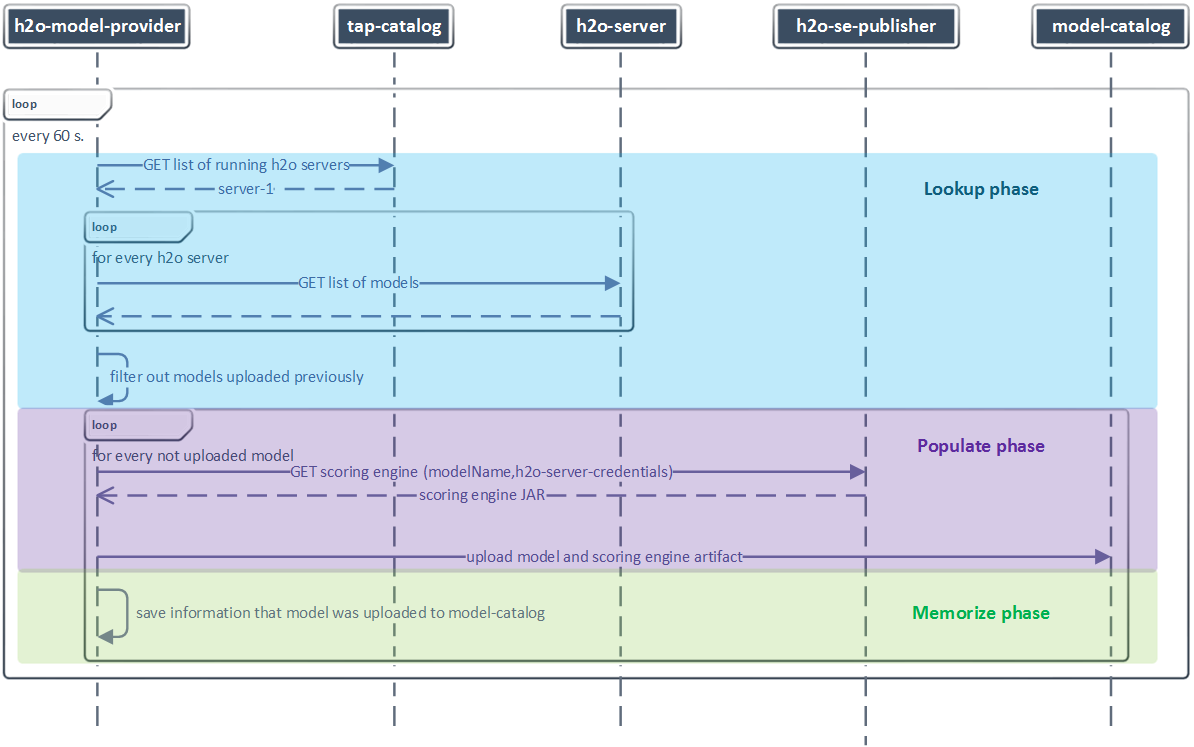 h2o-model-provider
tap-catalog
h2o-server
h2o-se-publisher
model-catalog
loop
every 60 s.
GET list of running h2o servers
server-1
Lookup phase
loop
for every h2o server
GET list of models
filter out models uploaded previously
loop
Populate phase
for every not uploaded model
GET scoring engine (modelName,h2o-server-credentials)
scoring engine JAR
upload model and scoring engine artifact
save information that model was uploaded to model-catalog
Memorize phase